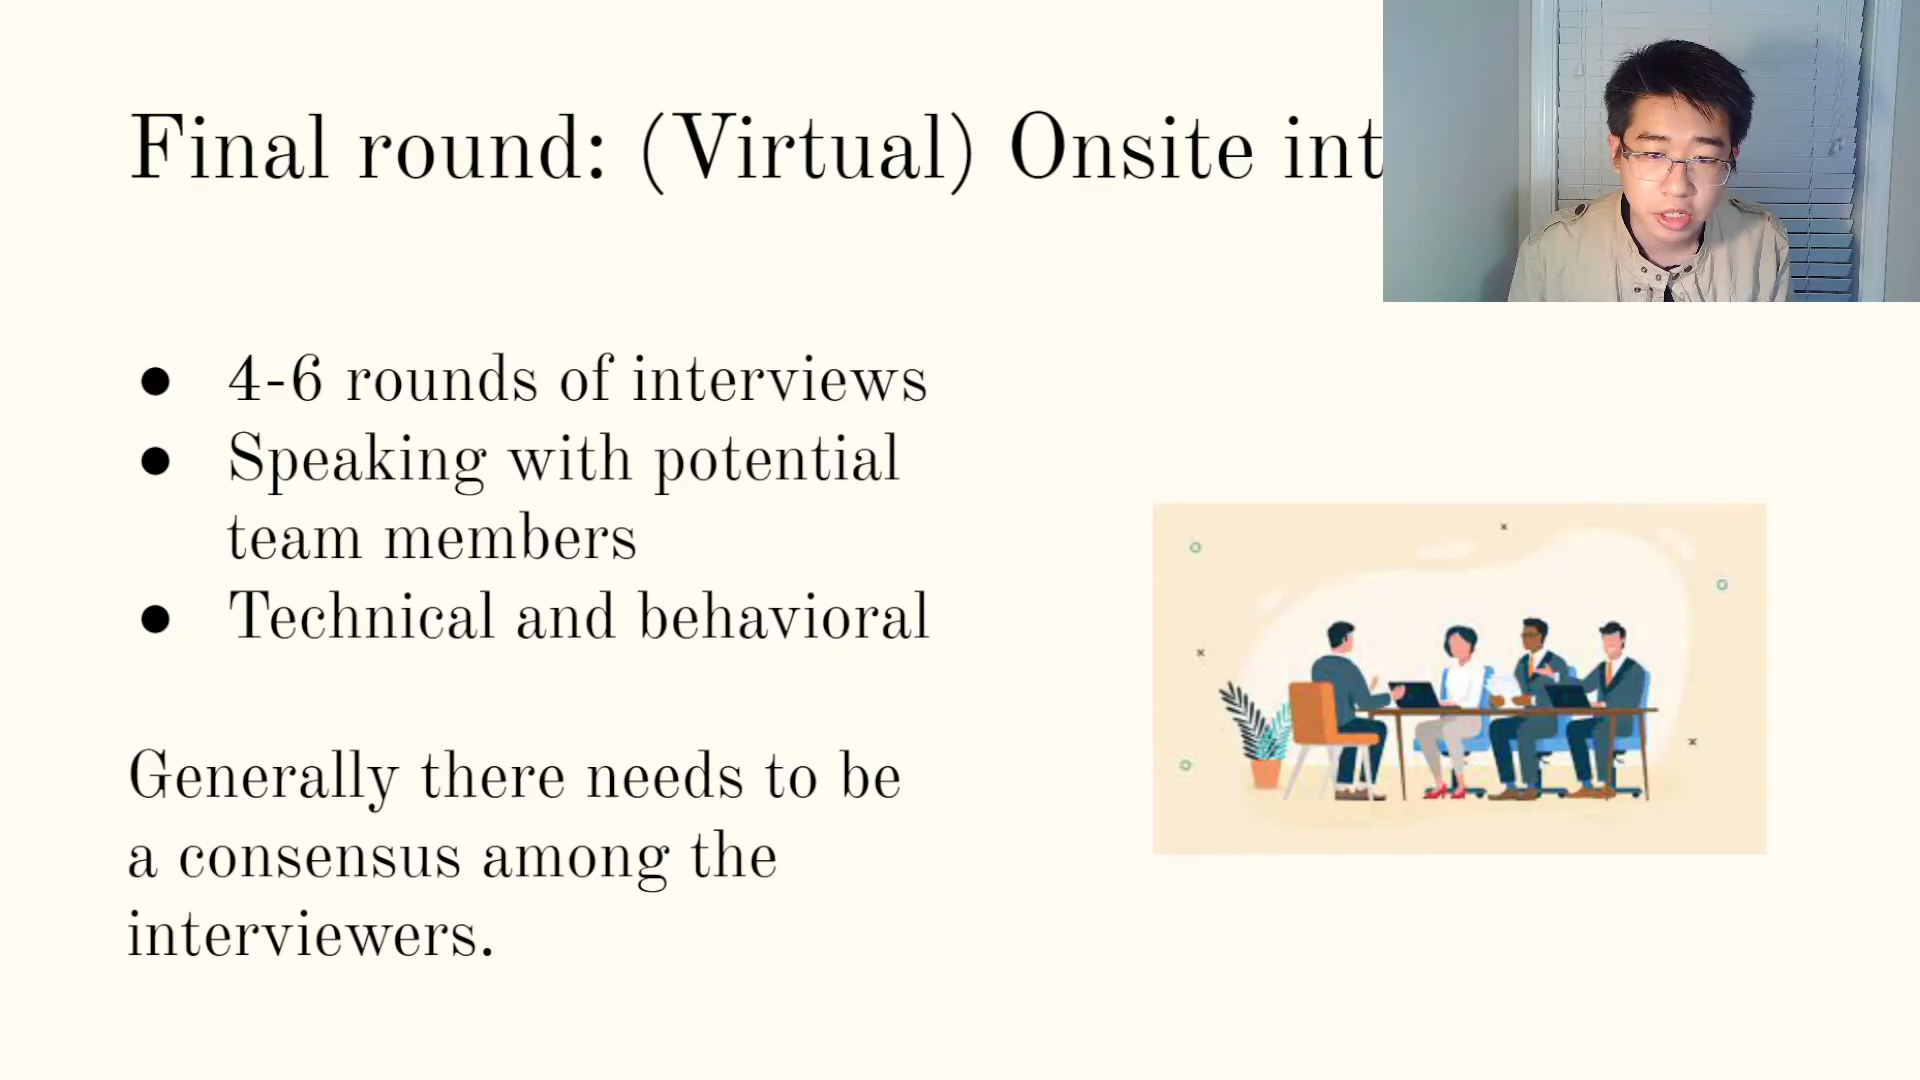 Final round: (Virtual) Onsite int
● 4-6 rounds of interviews
● Speaking with potential
team members
● Technical and behavioral
Generally there needs to be
a consensus among the
interviewers.